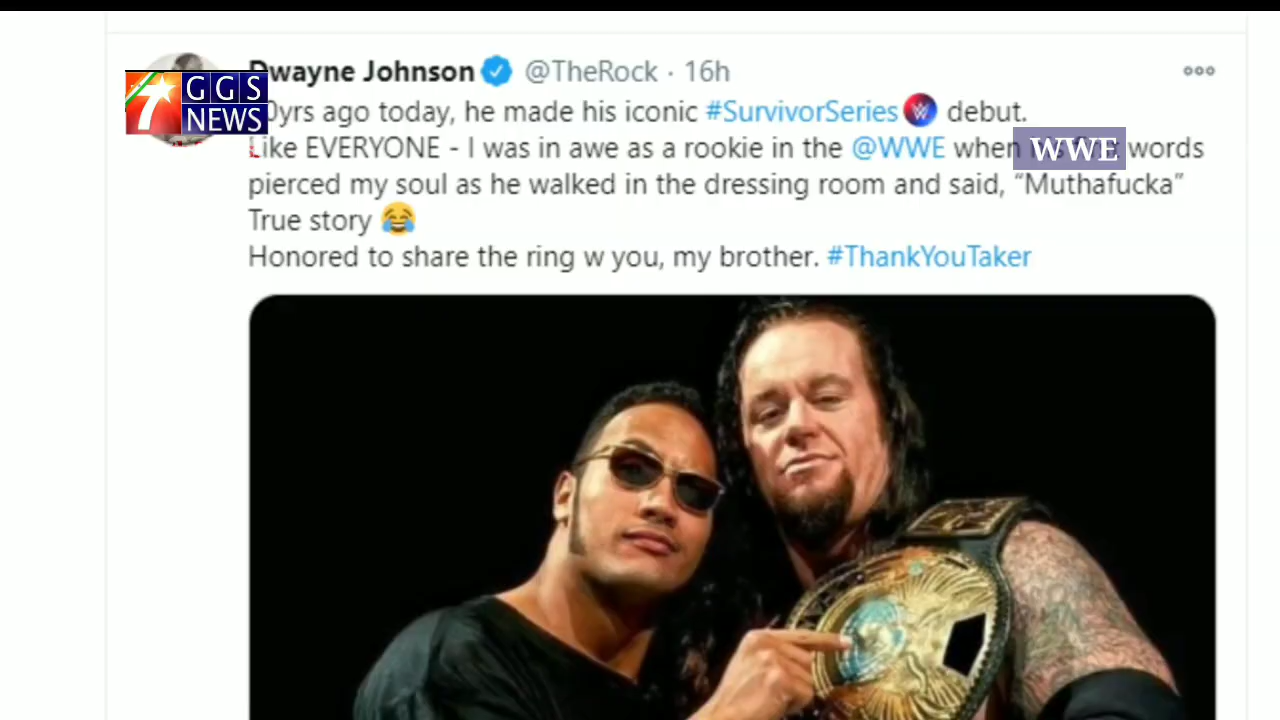 Dwayne Johnson @TheRock · 16h
GGS
NEWS
0yrs ago today, he made his iconic #SurvivorSeries debut.
Like EVERYONE - I was in awe as a rookie in the @WWE when words
WWE
pierced my soul as he walked in the dressing room and said, “Muthafucka”
True story 😂
Honored to share the ring w you, my brother. #ThankYouTaker